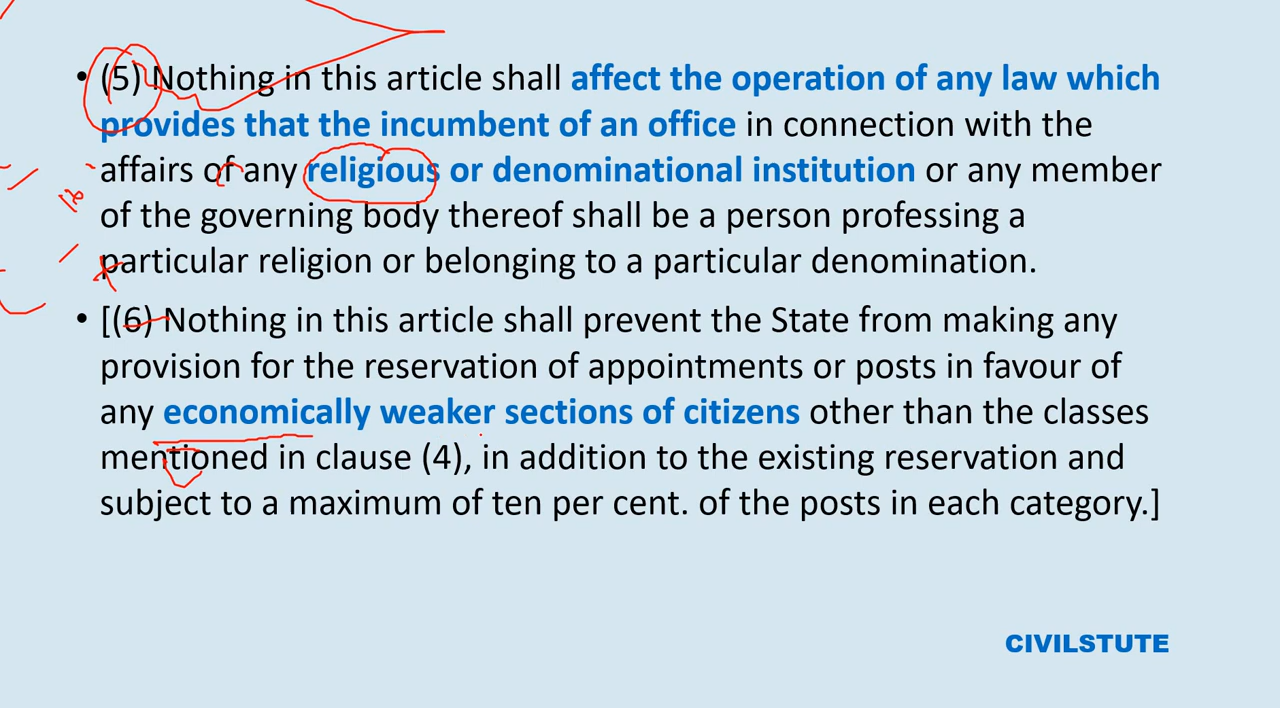 • (5) Nothing in this article shall affect the operation of any law which
provides that the incumbent of an office in connection with the
affairs of any religious or denominational institution or any member
of the governing body thereof shall be a person professing a
particular religion or belonging to a particular denomination.
• [(6) Nothing in this article shall prevent the State from making any
provision for the reservation of appointments or posts in favour of
any economically weaker sections of citizens other than the classes
mentioned in clause (4), in addition to the existing reservation and
subject to a maximum of ten per cent. of the posts in each category.]
CIVILSTUTE